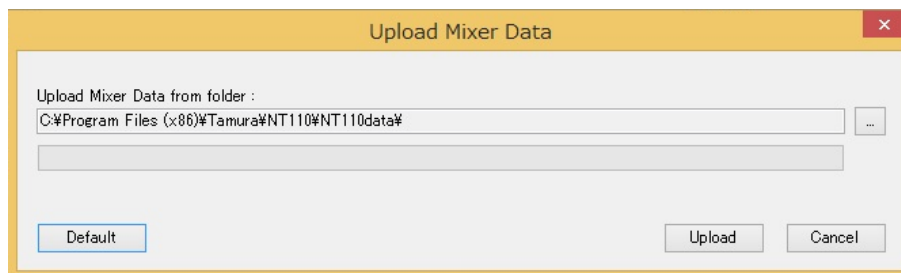 Upload Mixer Data
Upload Mixer Data from folder :
C:¥Program Files (x86)¥Tamura¥NT110¥NT110data¥
...
Default
Upload
Cancel